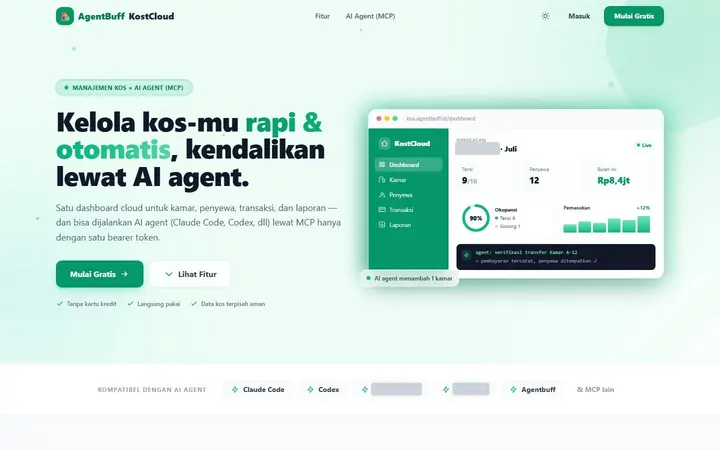 AgentBuff KostCloud
Fitur
AI Agent (MCP)
Masuk
Mulai Gratis
MANAJEMEN KOS × AI AGENT (MCP)
Kelola kos-mu rapi &
otomatis, kendalikan
lewat AI agent.
Satu dashboard cloud untuk kamar, penyewa, transaksi, dan laporan —
dan bisa dijalankan AI agent (Claude Code, Codex, dll) lewat MCP hanya
dengan satu bearer token.
Mulai Gratis →
Lihat Fitur
Tanpa kartu kredit
Langsung pakai
Data kos terpisah aman
kos.agentbuff.id/dashboard
KostCloud
Dashboard
Kamar
Penyewa
Transaksi
Laporan
· Juli
Live
Terisi
9/10
Penyewa
12
Bulan ini
Rp8,4jt
90%
Okupansi
Terisi 9
Kosong 1
Pemasukan
+12%
agent: verifikasi transfer Kamar A-12
→ pembayaran tercatat, penyewa ditempatkan ✓
AI agent menambah 1 kamar
KOMPATIBEL DENGAN AI AGENT
Claude Code
Codex
Agentbuff
& MCP lain